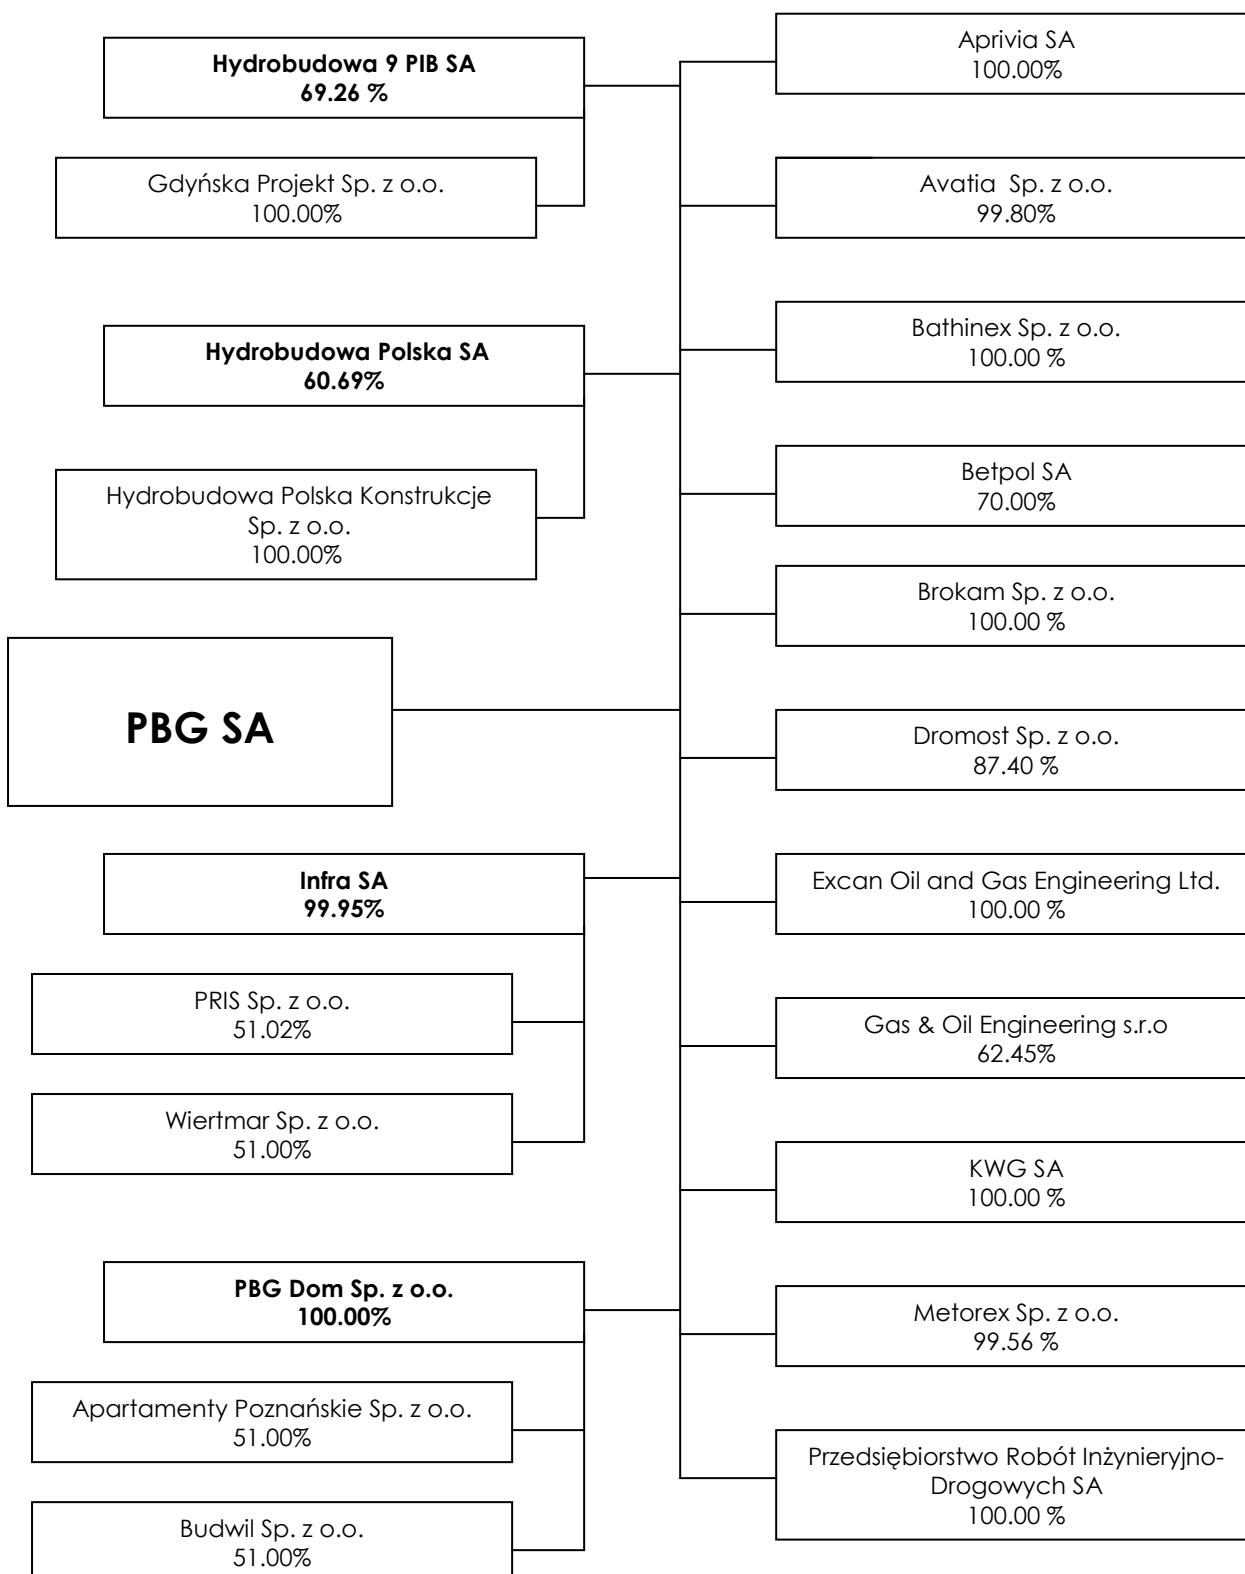 Hydrobudowa 9 PIB SA
69.26 %
Gdyńska Projekt Sp. z o.o.
100.00%
Hydrobudowa Polska SA
60.69%
Hydrobudowa Polska Konstrukcje
Sp. z o.o.
100.00%
PBG SA
Infra SA
99.95%
PRIS Sp. z o.o.
51.02%
Wiertmar Sp. z o.o.
51.00%
PBG Dom Sp. z o.o.
100.00%
Apartamenty Poznańskie Sp. z o.o.
51.00%
Budwil Sp. z o.o.
51.00%
Aprivia SA
100.00%
Avatia Sp. z o.o.
99.80%
Bathinex Sp. z o.o.
100.00 %
Betpol SA
70.00%
Brokam Sp. z o.o.
100.00 %
Dromost Sp. z o.o.
87.40 %
Excan Oil and Gas Engineering Ltd.
100.00 %
Gas & Oil Engineering s.r.o
62.45%
KWG SA
100.00 %
Metorex Sp. z o.o.
99.56 %
Przedsiębiorstwo Robót Inżynieryjno-
Drogowych SA
100.00 %